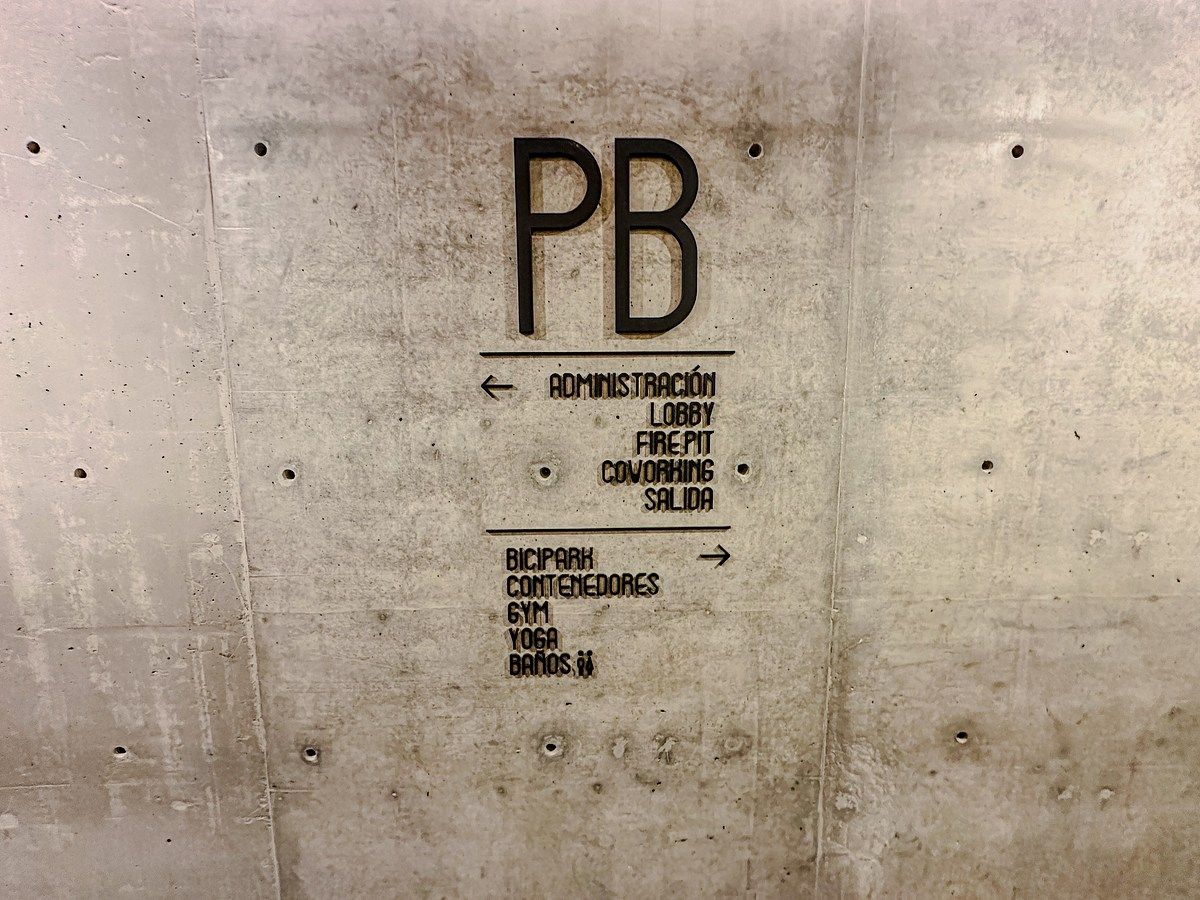 PB
← ADMINISTRACIÓN
LOBBY
FIREPIT
COWORKING
SALIDA
BICIPARK →
CONTENEDORES
GYM
YOGA
BAÑOS